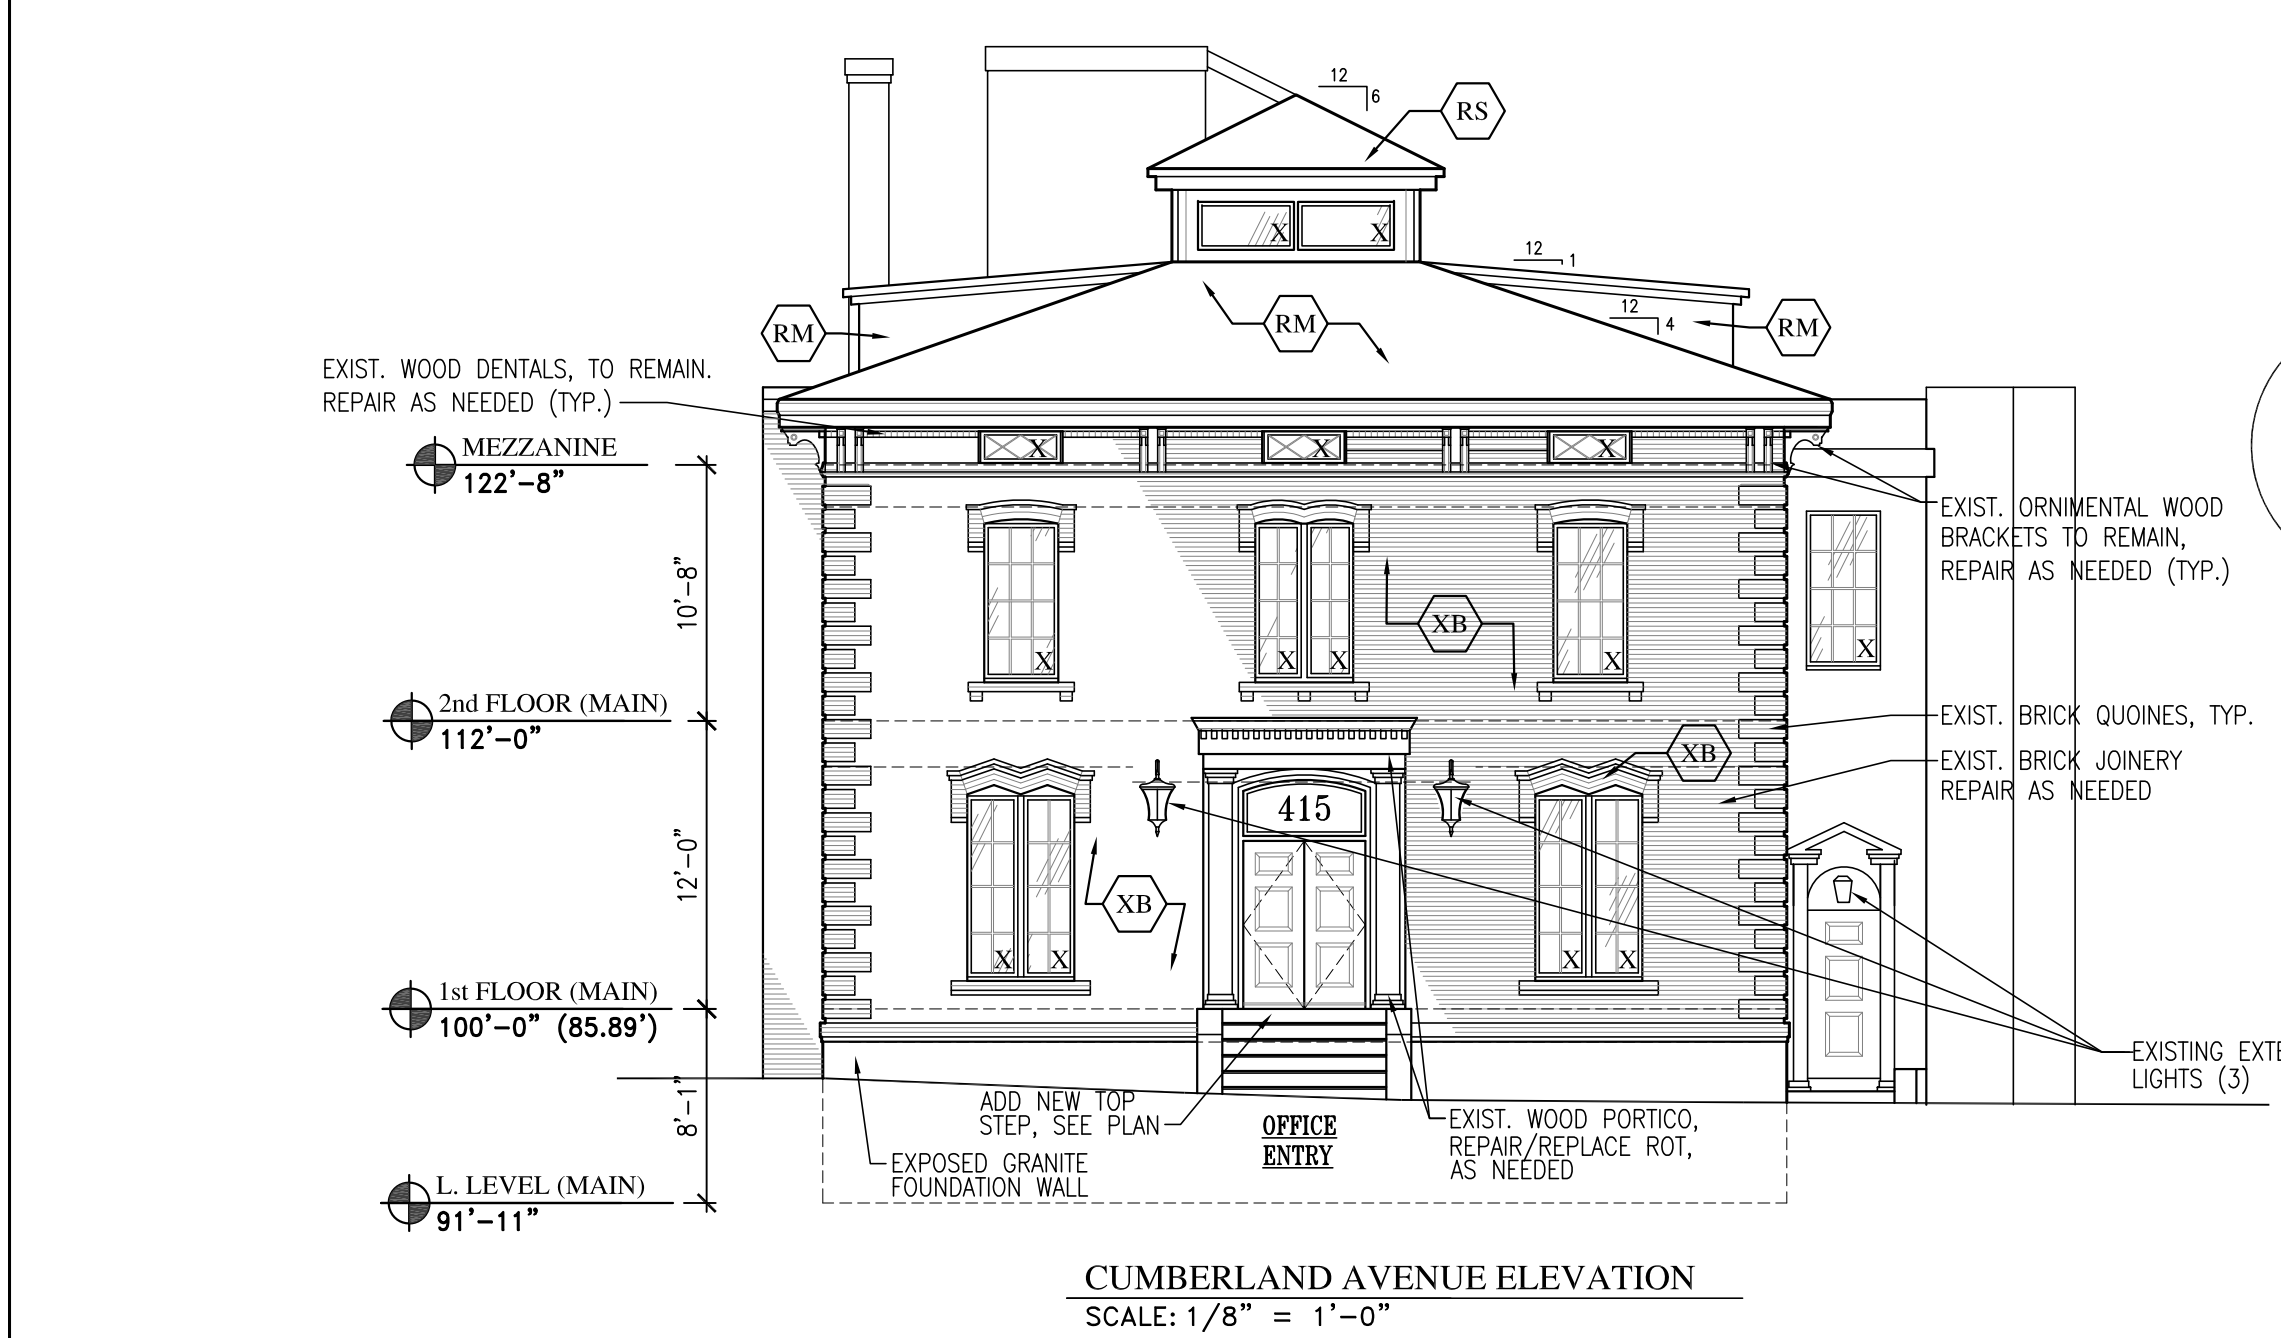 12
6
RS
X X
12
1
12
4
RM
RM
RM
EXIST. WOOD DENTALS, TO REMAIN.
REPAIR AS NEEDED (TYP.)
X X X
MEZZANINE
122'-8"
EXIST. ORNIMENTAL WOOD
BRACKETS TO REMAIN,
REPAIR AS NEEDED (TYP.)
10'-8"
XB
X X X X X
2nd FLOOR (MAIN)
112'-0"
EXIST. BRICK QUOINES, TYP.
XB
EXIST. BRICK JOINERY
REPAIR AS NEEDED
415
12'-0"
XB
X X X X
1st FLOOR (MAIN)
100'-0" (85.89')
EXISTING EXTE
LIGHTS (3)
8'-1"
ADD NEW TOP
STEP, SEE PLAN
OFFICE
ENTRY
EXIST. WOOD PORTICO,
REPAIR/REPLACE ROT,
AS NEEDED
EXPOSED GRANITE
FOUNDATION WALL
L. LEVEL (MAIN)
91'-11"
CUMBERLAND AVENUE ELEVATION
SCALE: 1/8" = 1'-0"